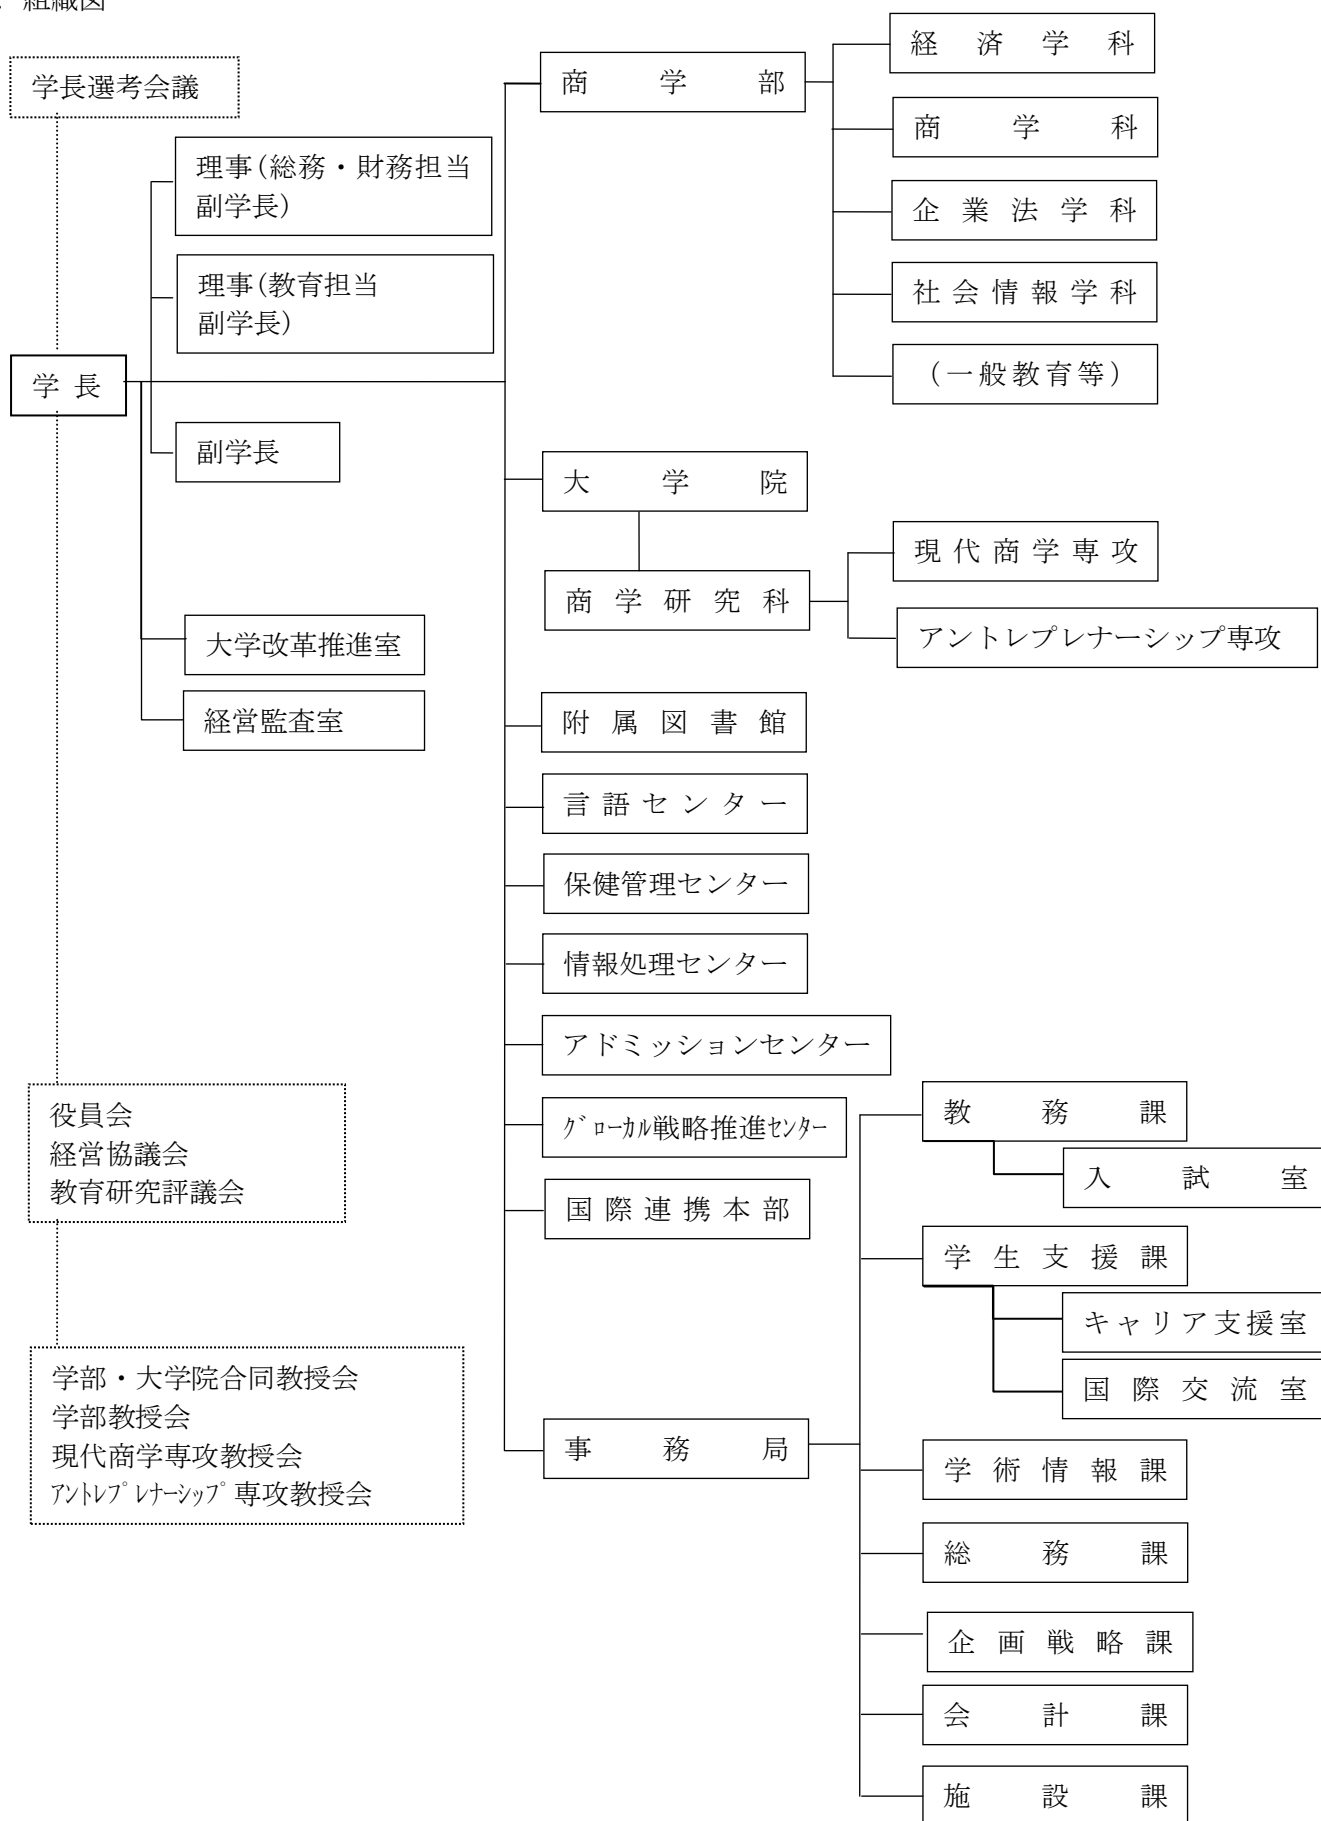 組織図
学長選考会議
理事(総務・財務担当
副学長)
理事(教育担当
副学長)
学長
副学長
大学改革推進室
経営監査室
役員会
経営協議会
教育研究評議会
学部・大学院合同教授会
学部教授会
現代商学専攻教授会
ｱﾝﾄﾚﾌﾟﾚﾅｰｼｯﾌﾟ専攻教授会
商学部
経済学科
商学科
企業法学科
社会情報学科
(一般教育等)
大学院
商学研究科
現代商学専攻
アントレプレナーシップ専攻
附属図書館
言語センター
保健管理センター
情報処理センター
アドミッションセンター
ｸﾞﾛｰｶﾙ戦略推進ｾﾝﾀｰ
国際連携本部
事務局
教務課
入試室
学生支援課
キャリア支援室
国際交流室
学術情報課
総務課
企画戦略課
会計課
施設課